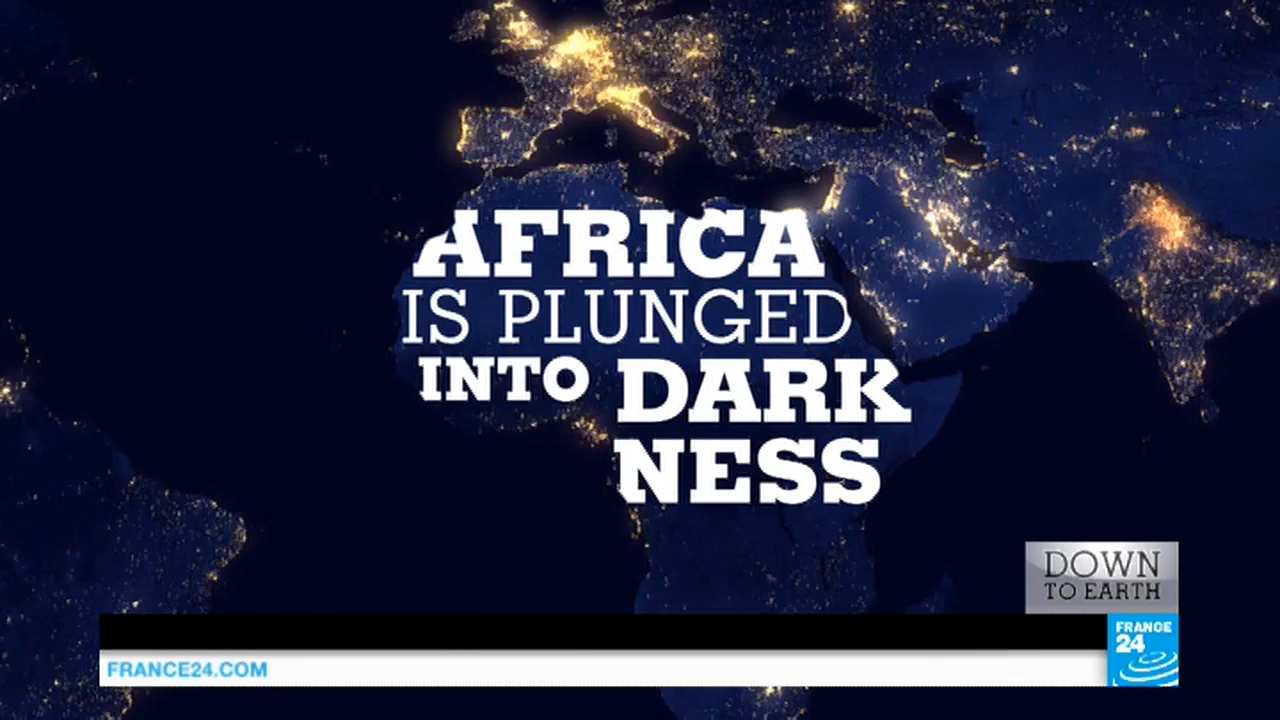 AFRICA
IS PLUNGED
INTO DARK
NESS
DOWN
TO EARTH
FRANCE
24
FRANCE24.COM